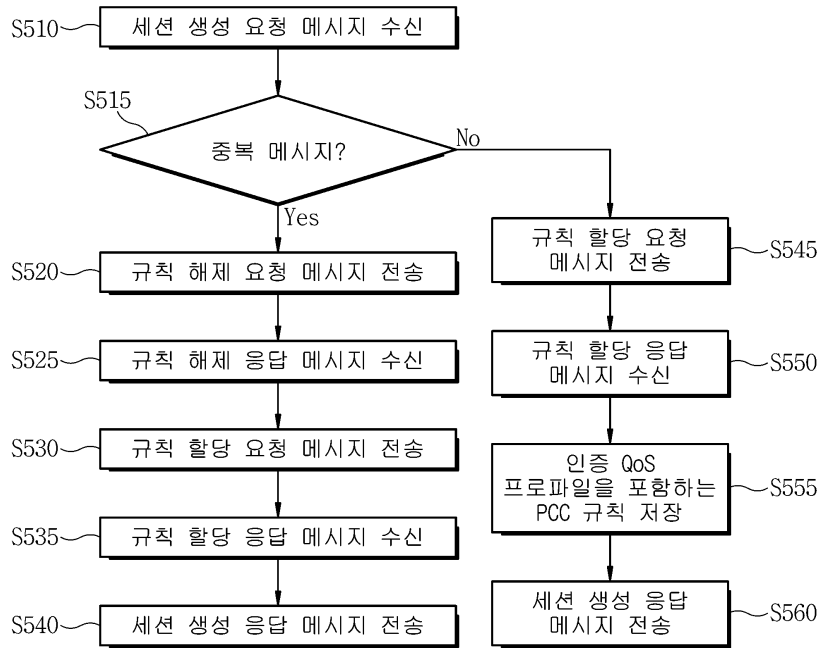 S510
세션 생성 요청 메시지 수신
S515
중복 메시지?
No
Yes
S520
규칙 해제 요청 메시지 전송
S525
규칙 해제 응답 메시지 수신
S530
규칙 할당 요청 메시지 전송
S535
규칙 할당 응답 메시지 수신
S540
세션 생성 응답 메시지 전송
규칙 할당 요청
메시지 전송
S545
규칙 할당 응답
메시지 수신
S550
인증 QoS
프로파일을 포함하는
PCC 규칙 저장
S555
세션 생성 응답
메시지 전송
S560